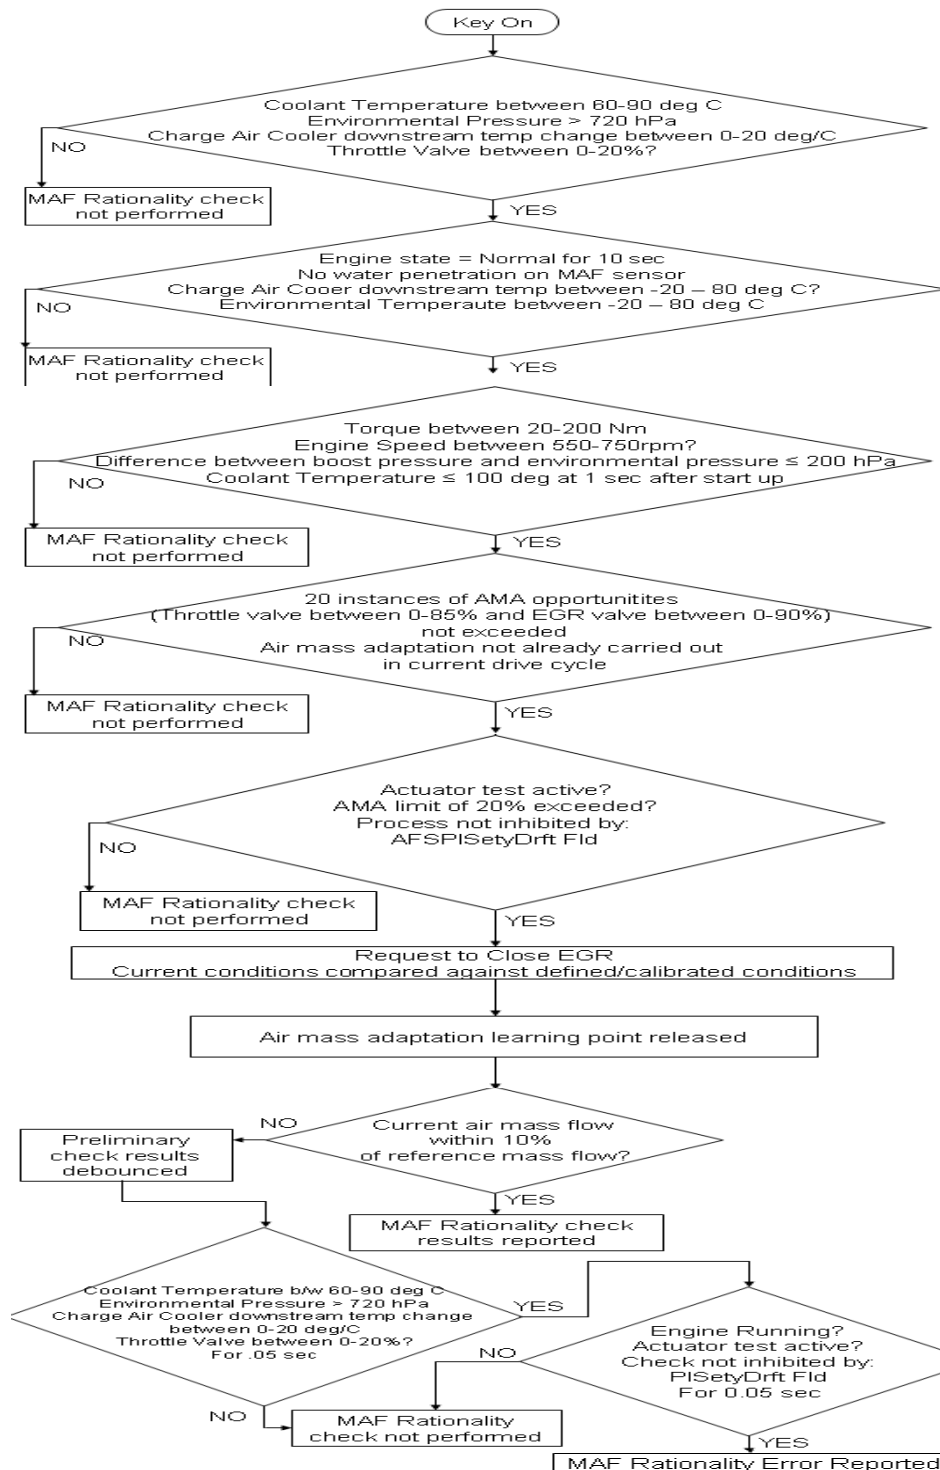 Key On
Coolant Temperature between 60-90 deg C
Environmental Pressure > 720 hPa
Charge Air Cooler downstream temp change between 0-20 deg/C
Throttle Valve between 0-20%?
NO
MAF Rationality check
not performed
YES
Engine state = Normal for 10 sec
No water penetration on MAF sensor
Charge Air Cooer downstream temp between -20 – 80 deg C?
Environmental Temperaute between -20 – 80 deg C
NO
MAF Rationality check
not performed
YES
Torque between 20-200 Nm
Engine Speed between 550-750rpm?
Difference between boost pressure and environmental pressure ≤ 200 hPa
Coolant Temperature ≤ 100 deg at 1 sec after start up
NO
MAF Rationality check
not performed
YES
20 instances of AMA opportunitites
(Throttle valve between 0-85% and EGR valve between 0-90%)
not exceeded
Air mass adaptation not already carried out
in current drive cycle
NO
MAF Rationality check
not performed
YES
Actuator test active?
AMA limit of 20% exceeded?
Process not inhibited by:
AFSPlSetyDrft Fld
NO
MAF Rationality check
not performed
YES
Request to Close EGR
Current conditions compared against defined/calibrated conditions
Air mass adaptation learning point released
Current air mass flow
within 10%
of reference mass flow?
NO
Preliminary
check results
debounced
YES
MAF Rationality check
results reported
Coolant Temperature b/w 60-90 deg C
Environmental Pressure > 720 hPa
Charge Air Cooler downstream temp change
between 0-20 deg/C
Throttle Valve between 0-20%?
For .05 sec
YES
Engine Running?
Actuator test active?
Check not inhibited by:
PlSetyDrft Fld
For 0.05 sec
NO
NO
MAF Rationality
check not performed
YES
MAF Rationality Error Reported